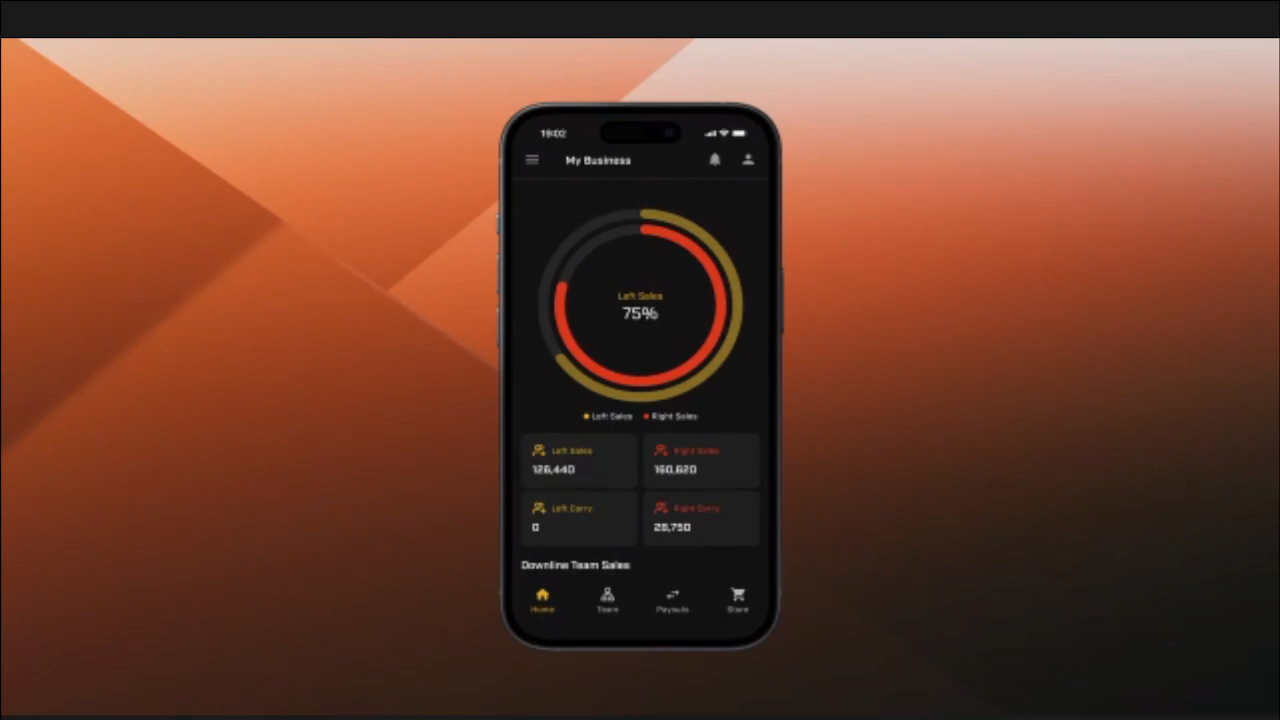 19:02
My Business
Left Sales
75%
Left Sales Right Sales
Left Sales Right Sales
126,440 160,620
Left Carry Right Carry
0 28,750
Downline Team Sales
Home Team Payouts Store